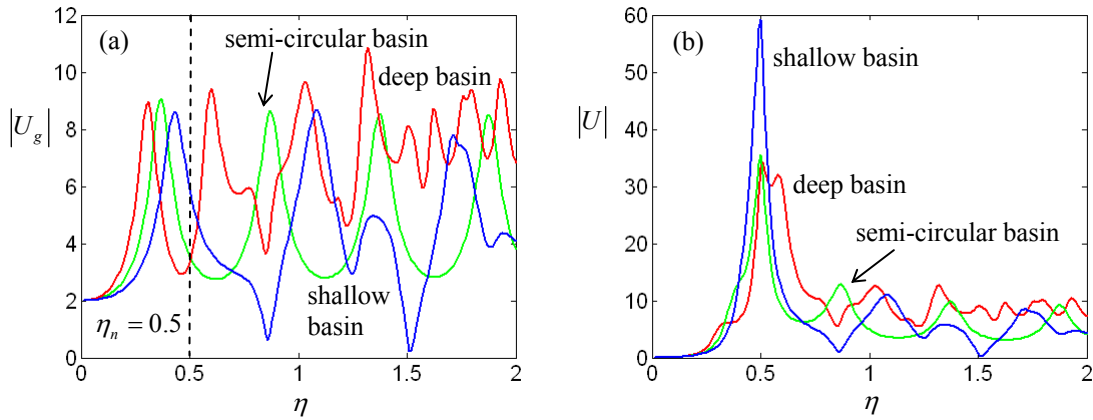 (a)
semi-circular basin
deep basin
shallow
basin
η_n = 0.5
|U_g|
12
10
8
6
4
2
0
0
0.5
1
1.5
2
η
(b)
shallow basin
deep basin
semi-circular basin
|U|
60
50
40
30
20
10
0
0
0.5
1
1.5
2
η